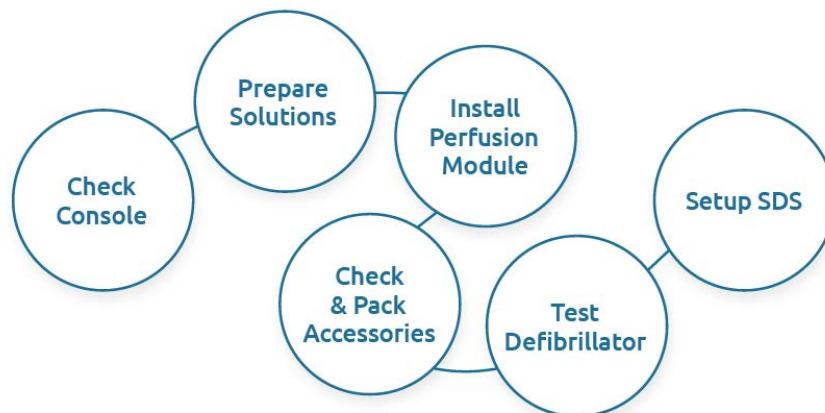 Check
Console
Prepare
Solutions
Install
Perfusion
Module
Check
& Pack
Accessories
Test
Defibrillator
Setup SDS